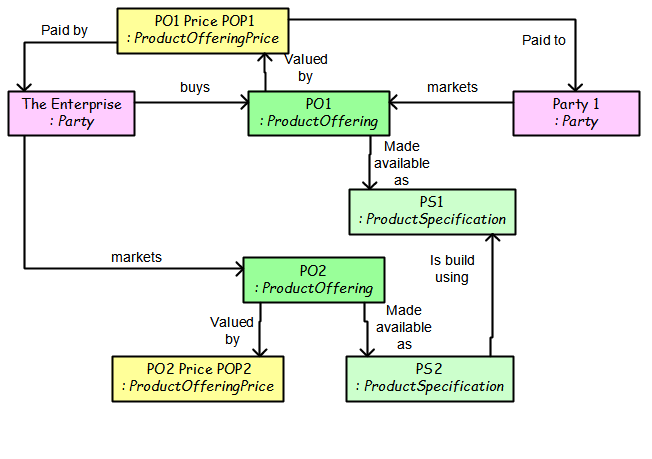 PO1 Price POP1
: ProductOfferingPrice
Paid by
Paid to
Valued
by
The Enterprise
: Party
buys
PO1
: ProductOffering
markets
Party 1
: Party
Made
available
as
PS1
: ProductSpecification
markets
Is build
using
PO2
: ProductOffering
Valued
by
Made
available
as
PO2 Price POP2
: ProductOfferingPrice
PS2
: ProductSpecification